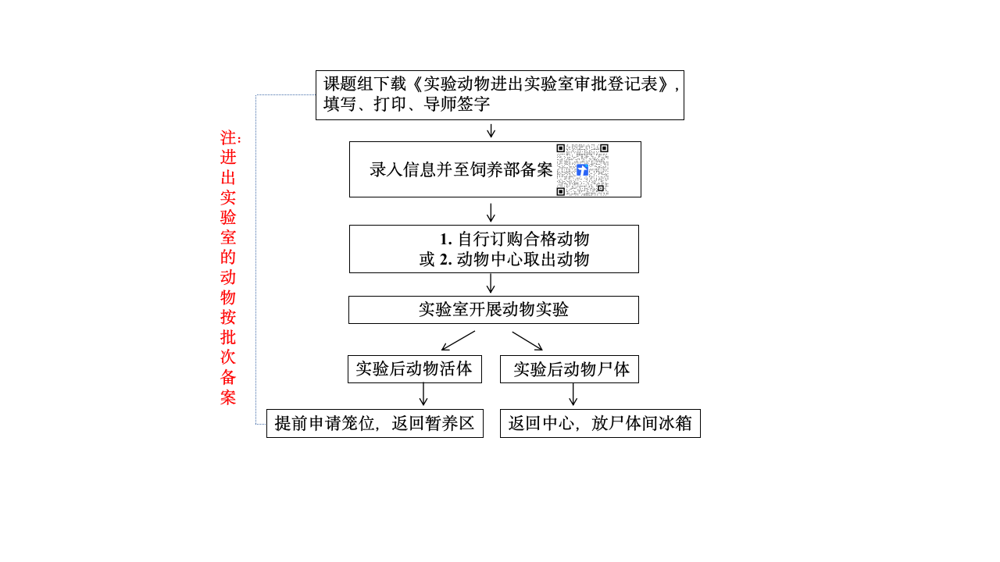 课题组下载《实验动物进出实验室审批登记表》,
填写、打印、导师签字
录入信息并至饲养部备案
1. 自行订购合格动物
或 2. 动物中心取出动物
实验室开展动物实验
实验后动物活体
实验后动物尸体
提前申请笼位，返回暂养区
返回中心，放尸体间冰箱
注：进出实验室的动物按批次备案